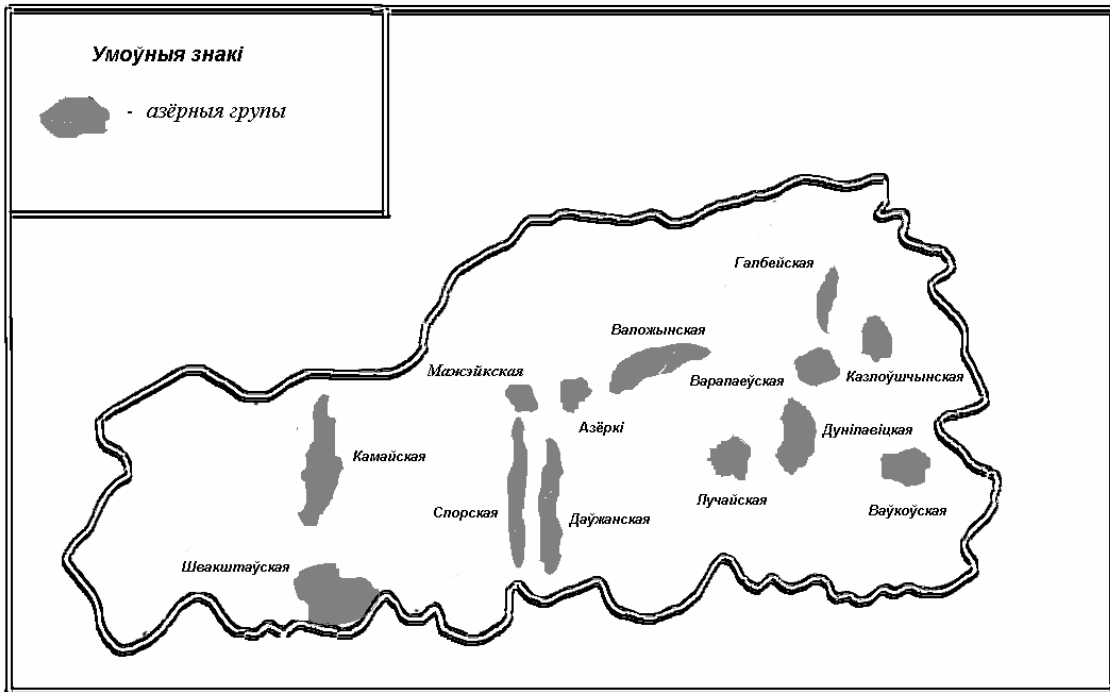 Умоўныя знакі
- азёрныя групы
Галбейская
Валожынская
Мажэйкская
Варапаеўская
Казлоўшчынская
Азёркі
Дунілавіцкая
Камайская
Лучайская
Спорская
Даўжанская
Ваўкоўская
Швакштаўская